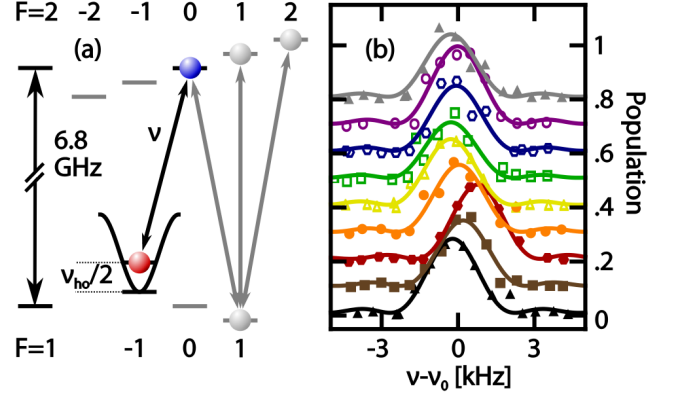 F=2 -2 -1 0 1 2
(a)
6.8
GHz
ν
νho/2
F=1 -1 0 1
(b)
1
.8
.6
.4
.2
0
Population
-3 0 3
ν-ν0 [kHz]